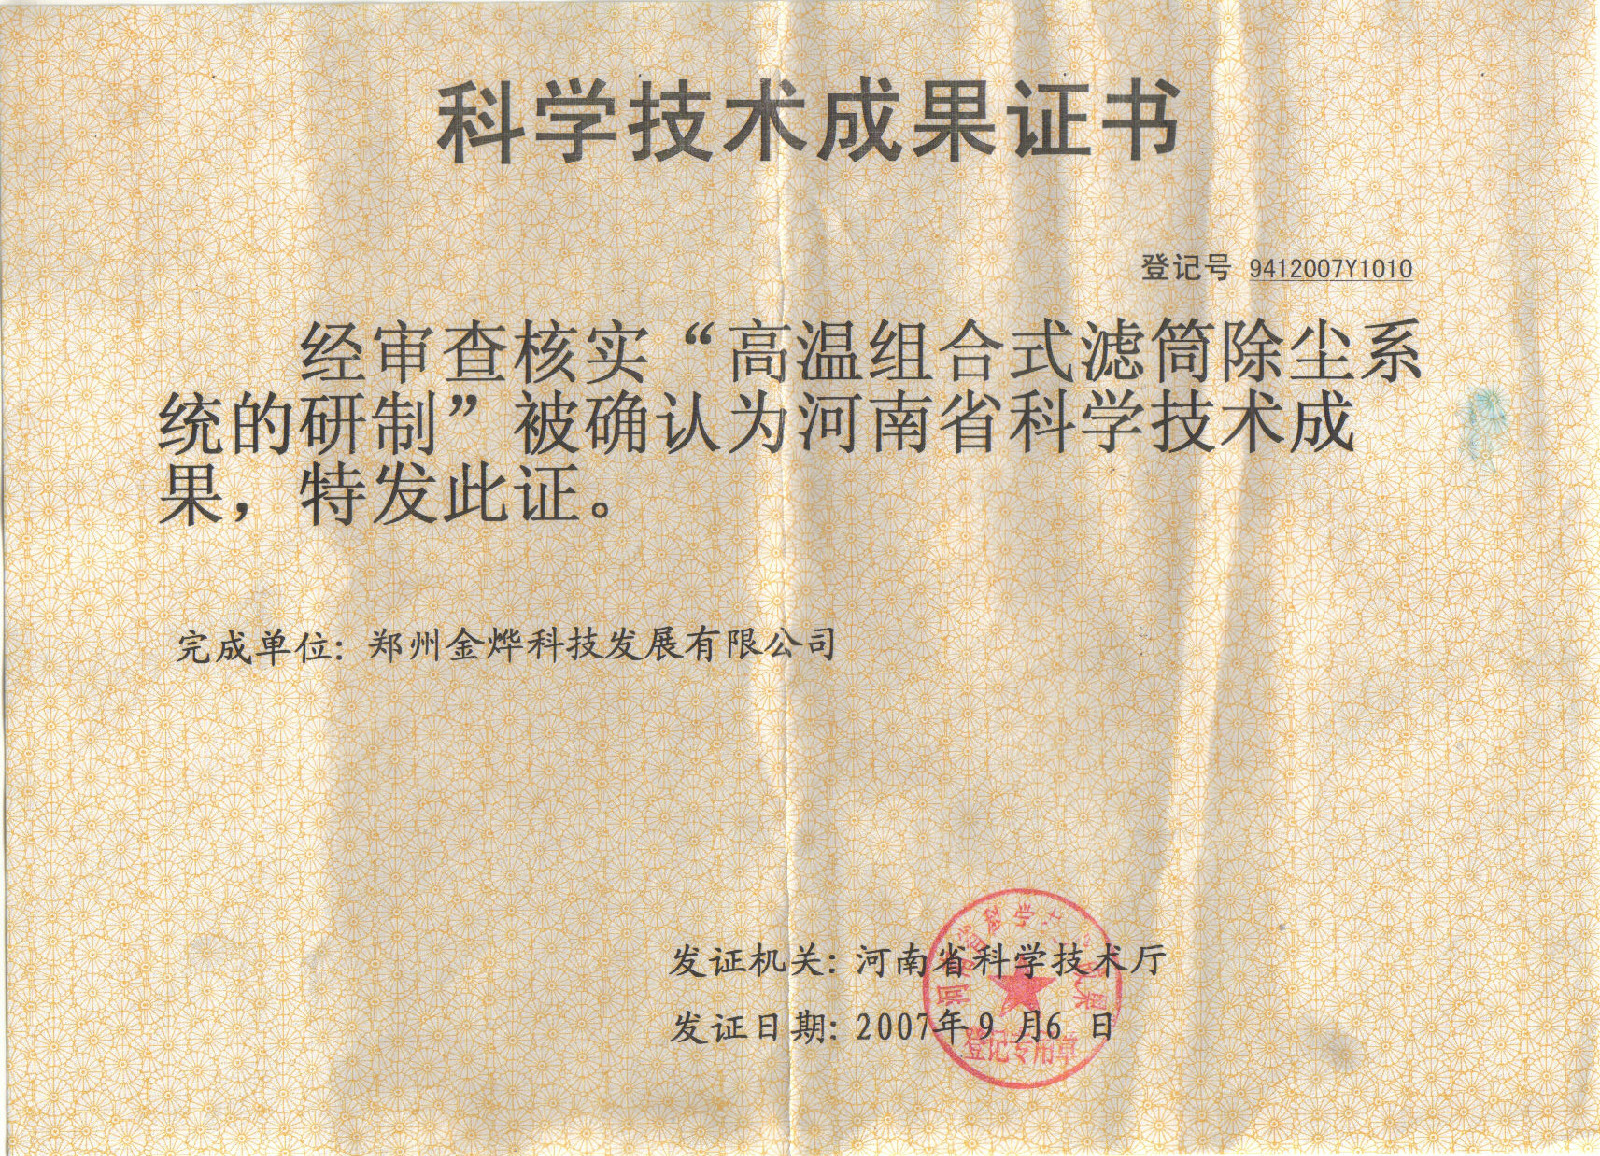 科学技术成果证书
登记号 9412007Y1010
经审查核实“高温组合式滤筒除尘系
统的研制”被确认为河南省科学技术成
果，特发此证。
完成单位: 郑州金烨科技发展有限公司
发证机关: 河南省科学技术厅
发证日期: 2007年9 月6 日
登记专用章